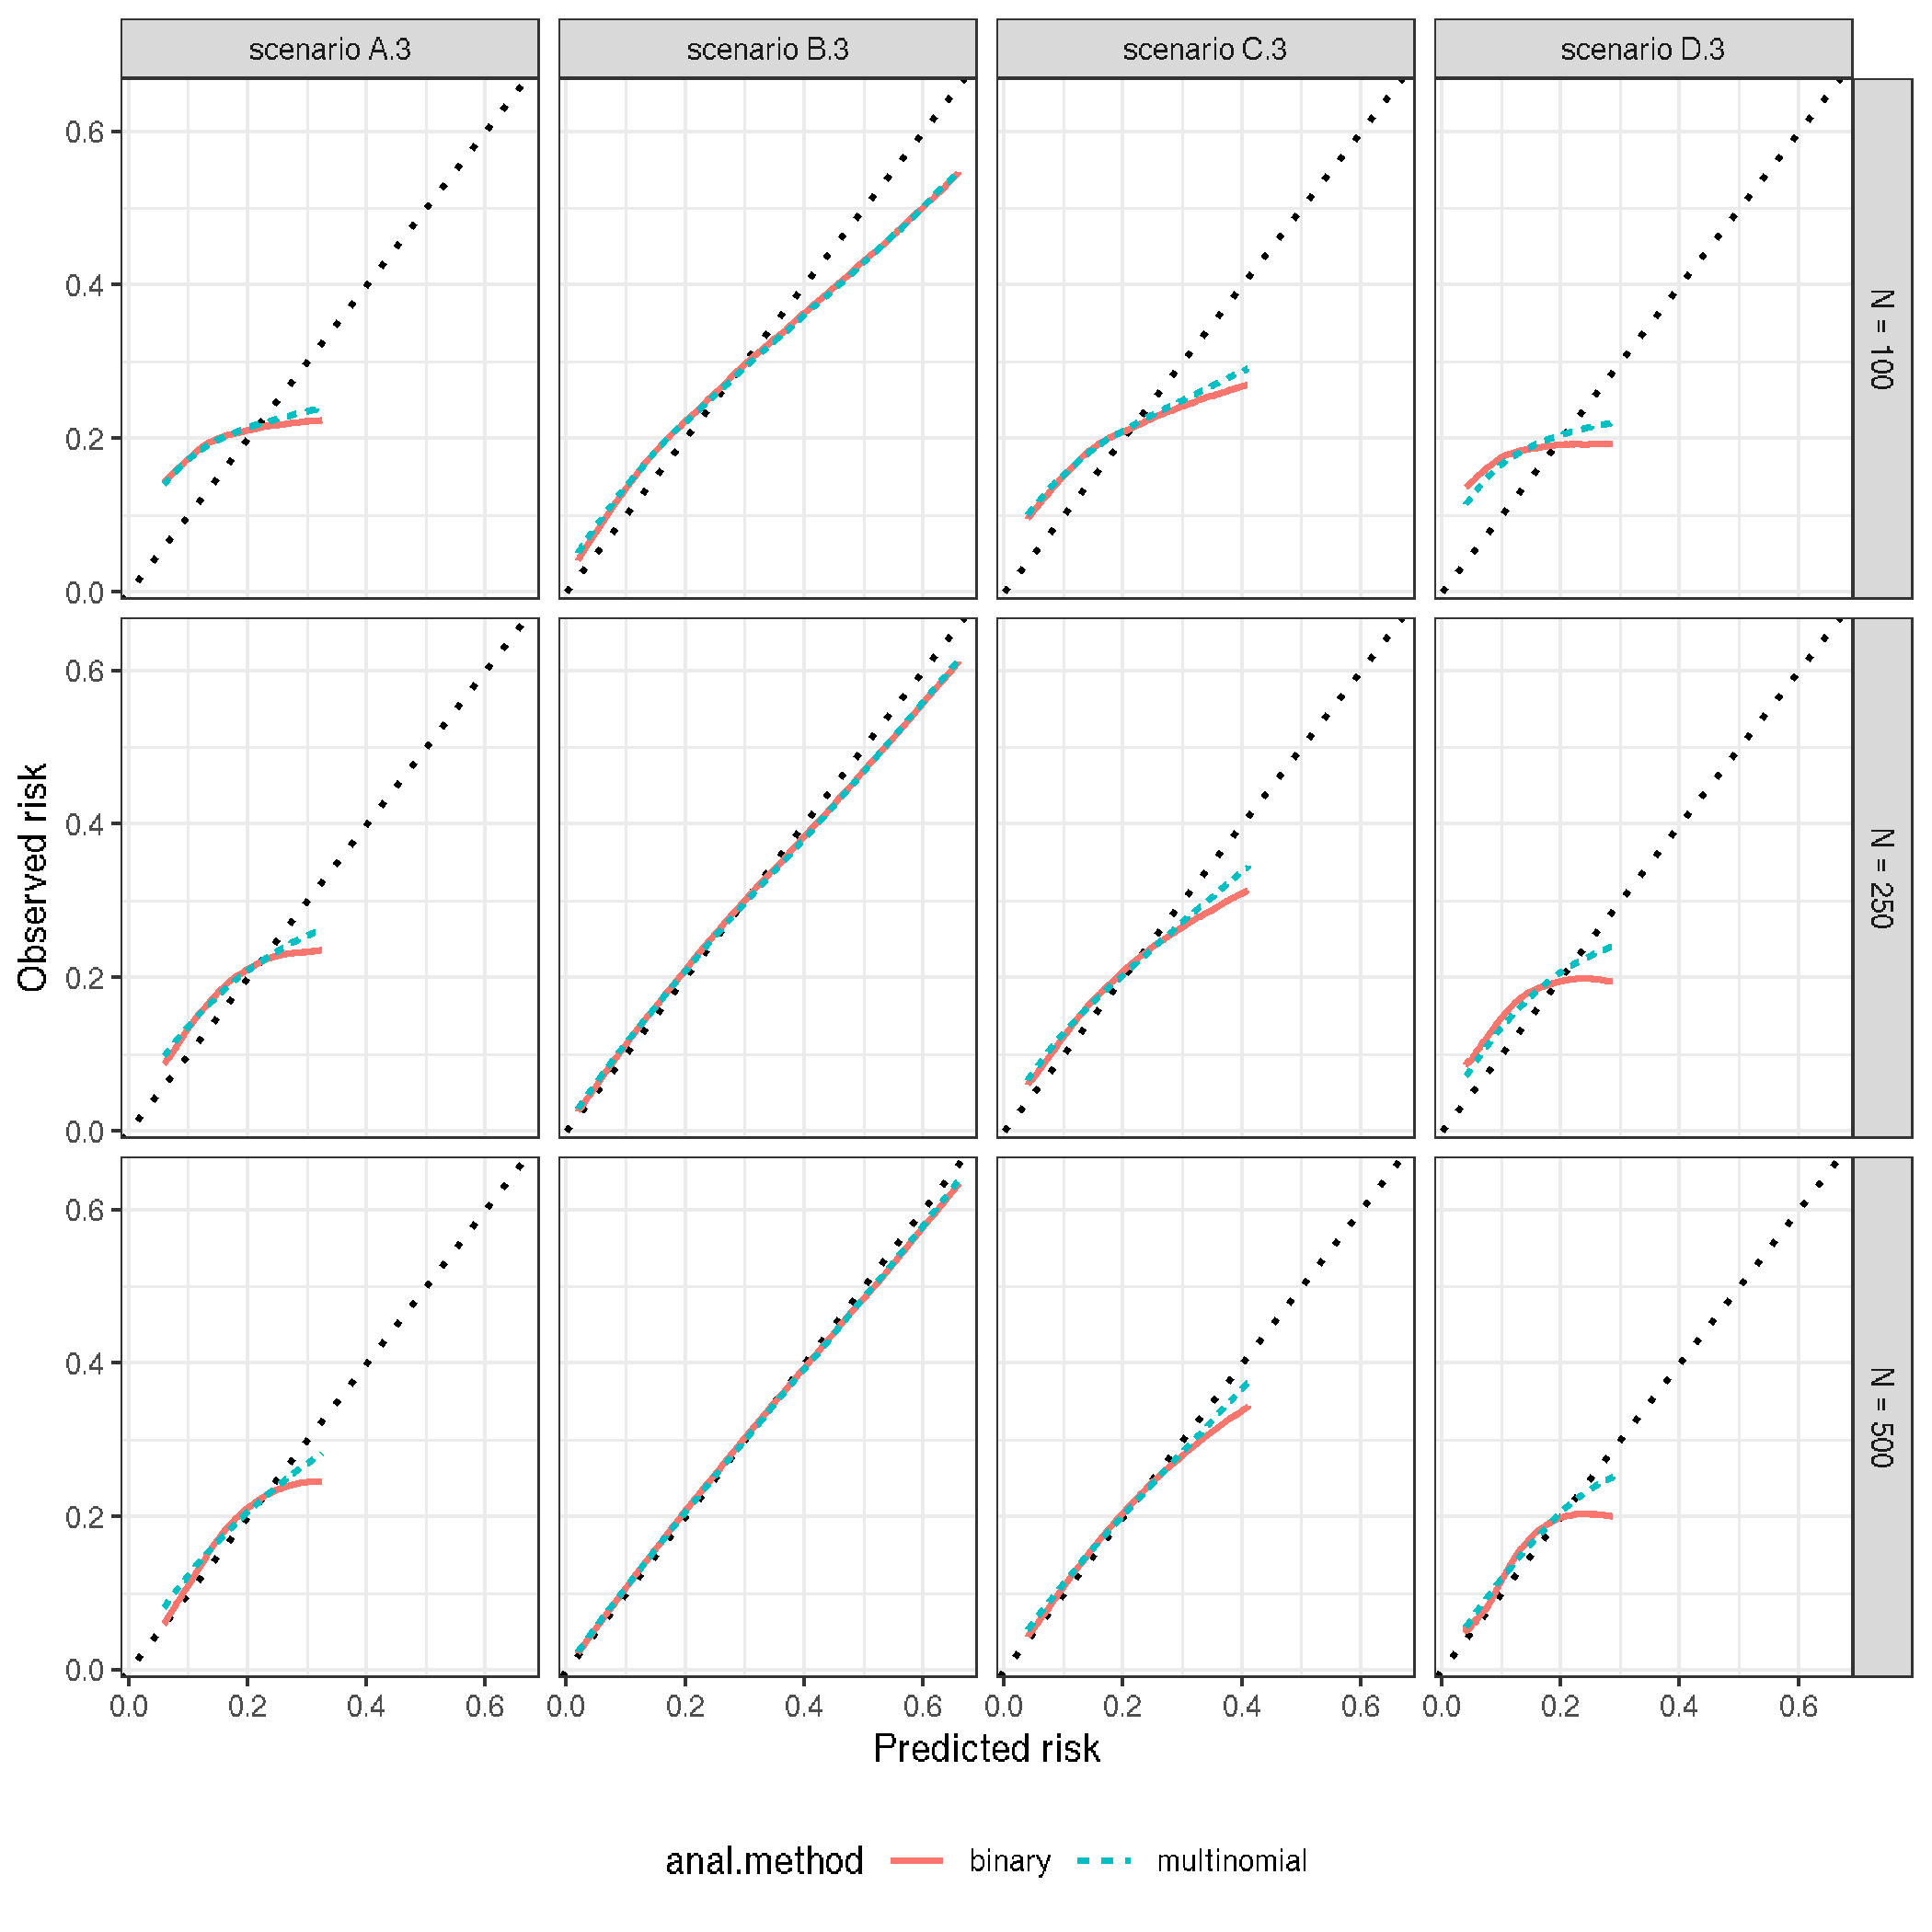 scenario A.3
scenario B.3
scenario C.3
scenario D.3
0.6
0.4
0.2
0.0
N = 100
0.6
0.4
0.2
0.0
N = 250
0.6
0.4
0.2
0.0
N = 500
Observed risk
0.0 0.2 0.4 0.6
0.0 0.2 0.4 0.6
0.0 0.2 0.4 0.6
0.0 0.2 0.4 0.6
Predicted risk
anal.method binary multinomial